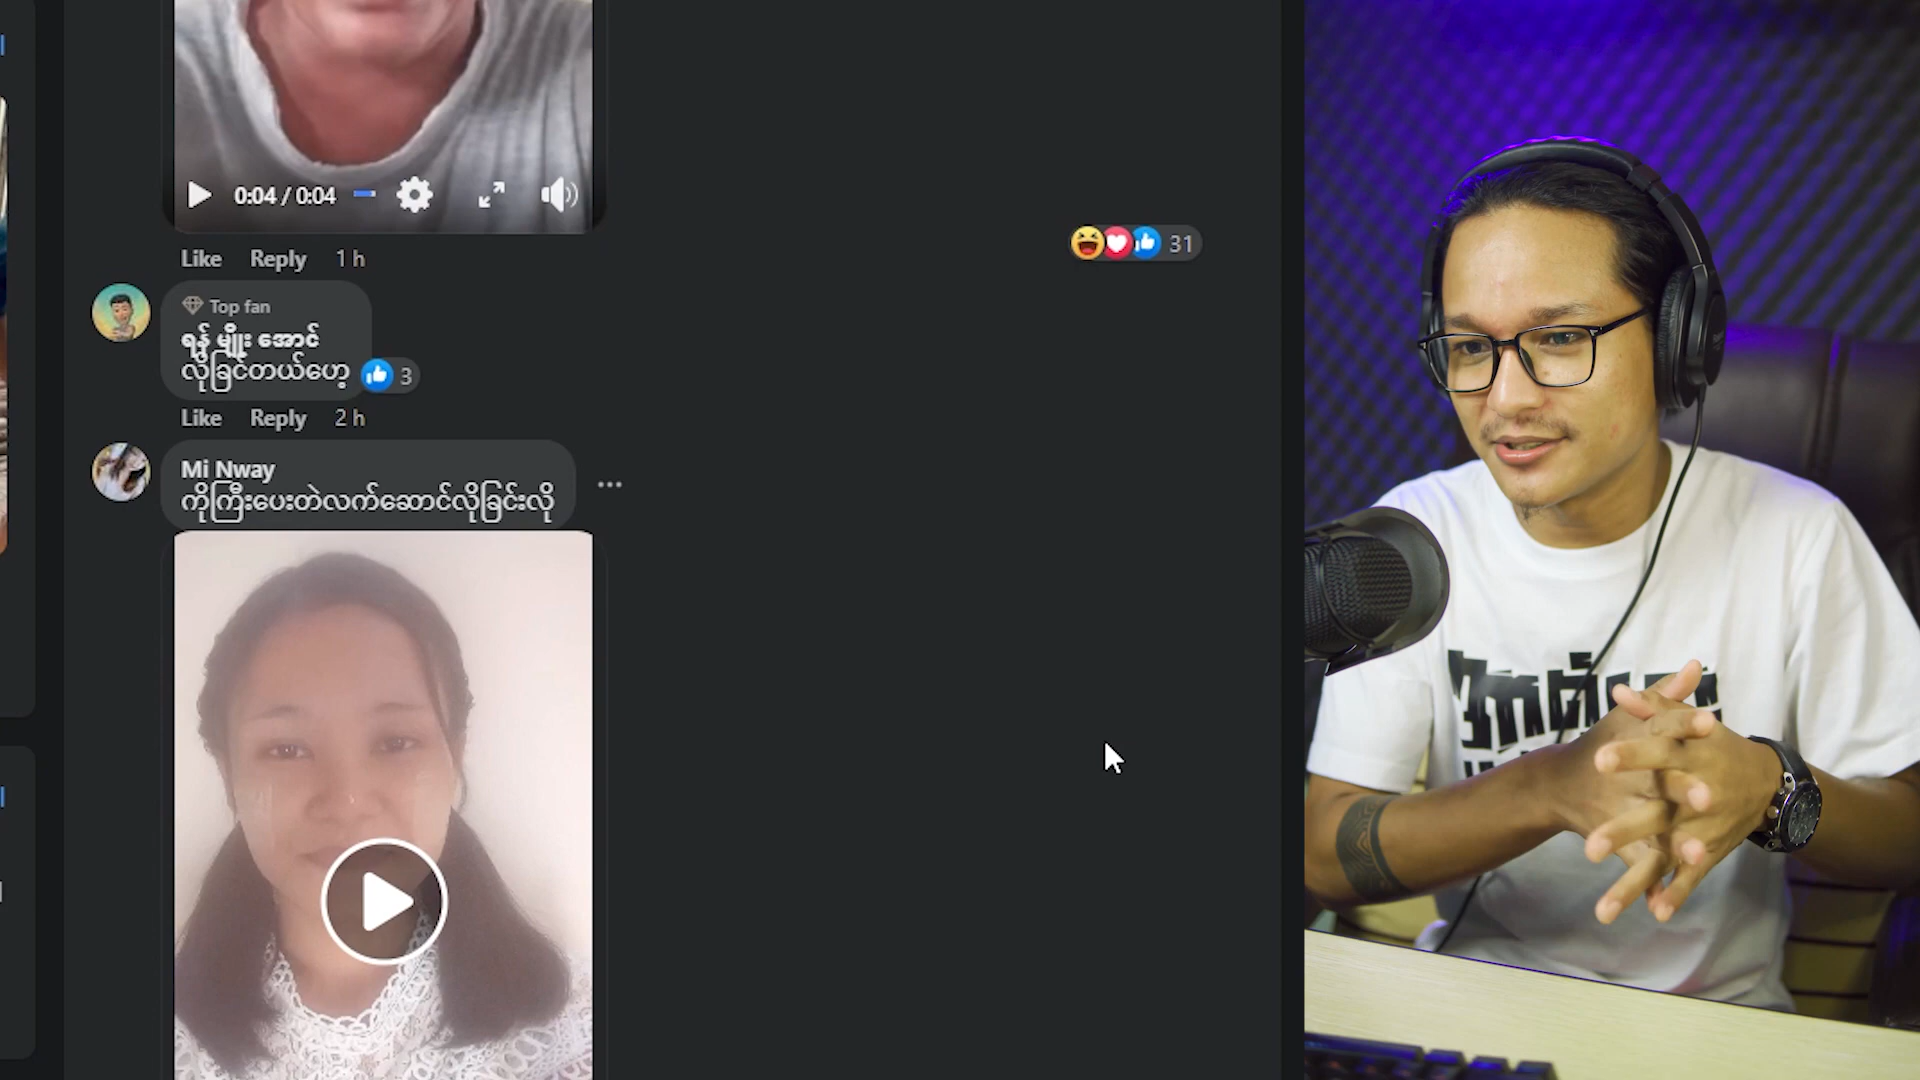 0:04 / 0:04
31
Like Reply 1 h
Top fan
ရန် မျိုး အောင်
လိုခြင်တယ်ဟေ့
3
Like Reply 2 h
Mi Nway
ကိုကြီးပေးတဲလက်ဆောင်လိုခြင်းလို